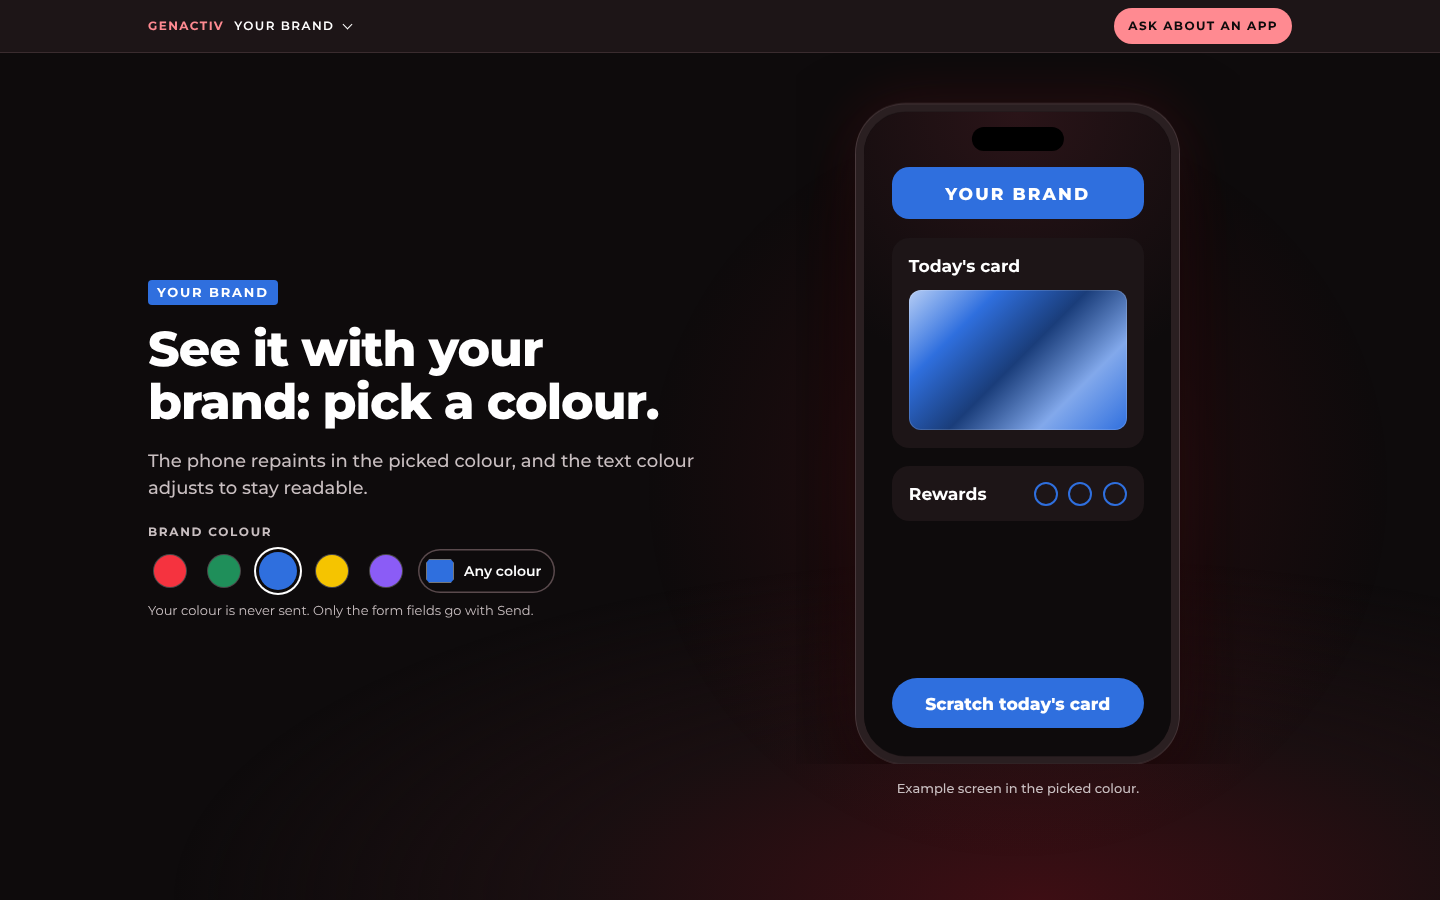 GENACTIV YOUR BRAND
ASK ABOUT AN APP
YOUR BRAND
See it with your
brand: pick a colour.
The phone repaints in the picked colour, and the text colour
adjusts to stay readable.
BRAND COLOUR
Any colour
Your colour is never sent. Only the form fields go with Send.
YOUR BRAND
Today's card
Rewards
Scratch today's card
Example screen in the picked colour.